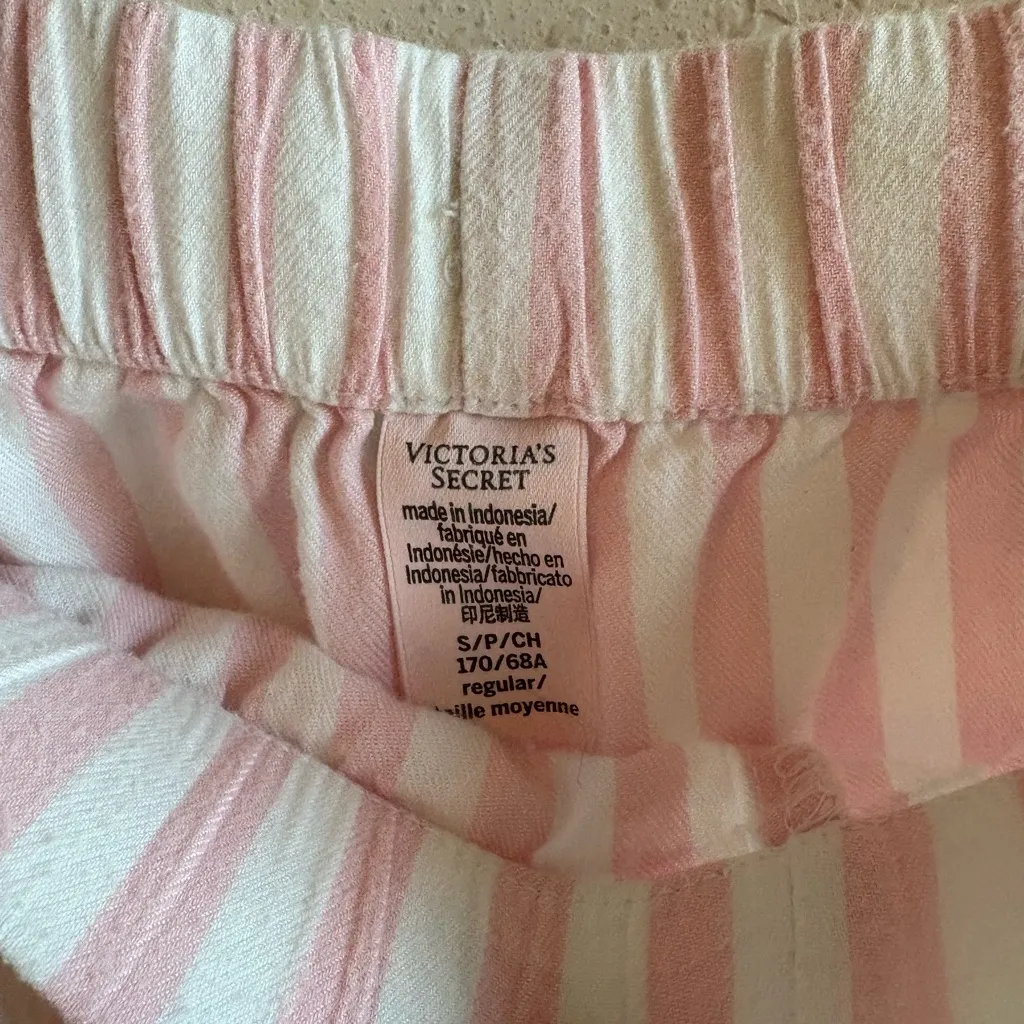 VICTORIA'S
SECRET
made in Indonesia/
fabriqué en
Indonésie/hecho en
Indonesia/fabbricato
in Indonesia/
印尼制造
S/P/CH
170/68A
regular/
moyenne